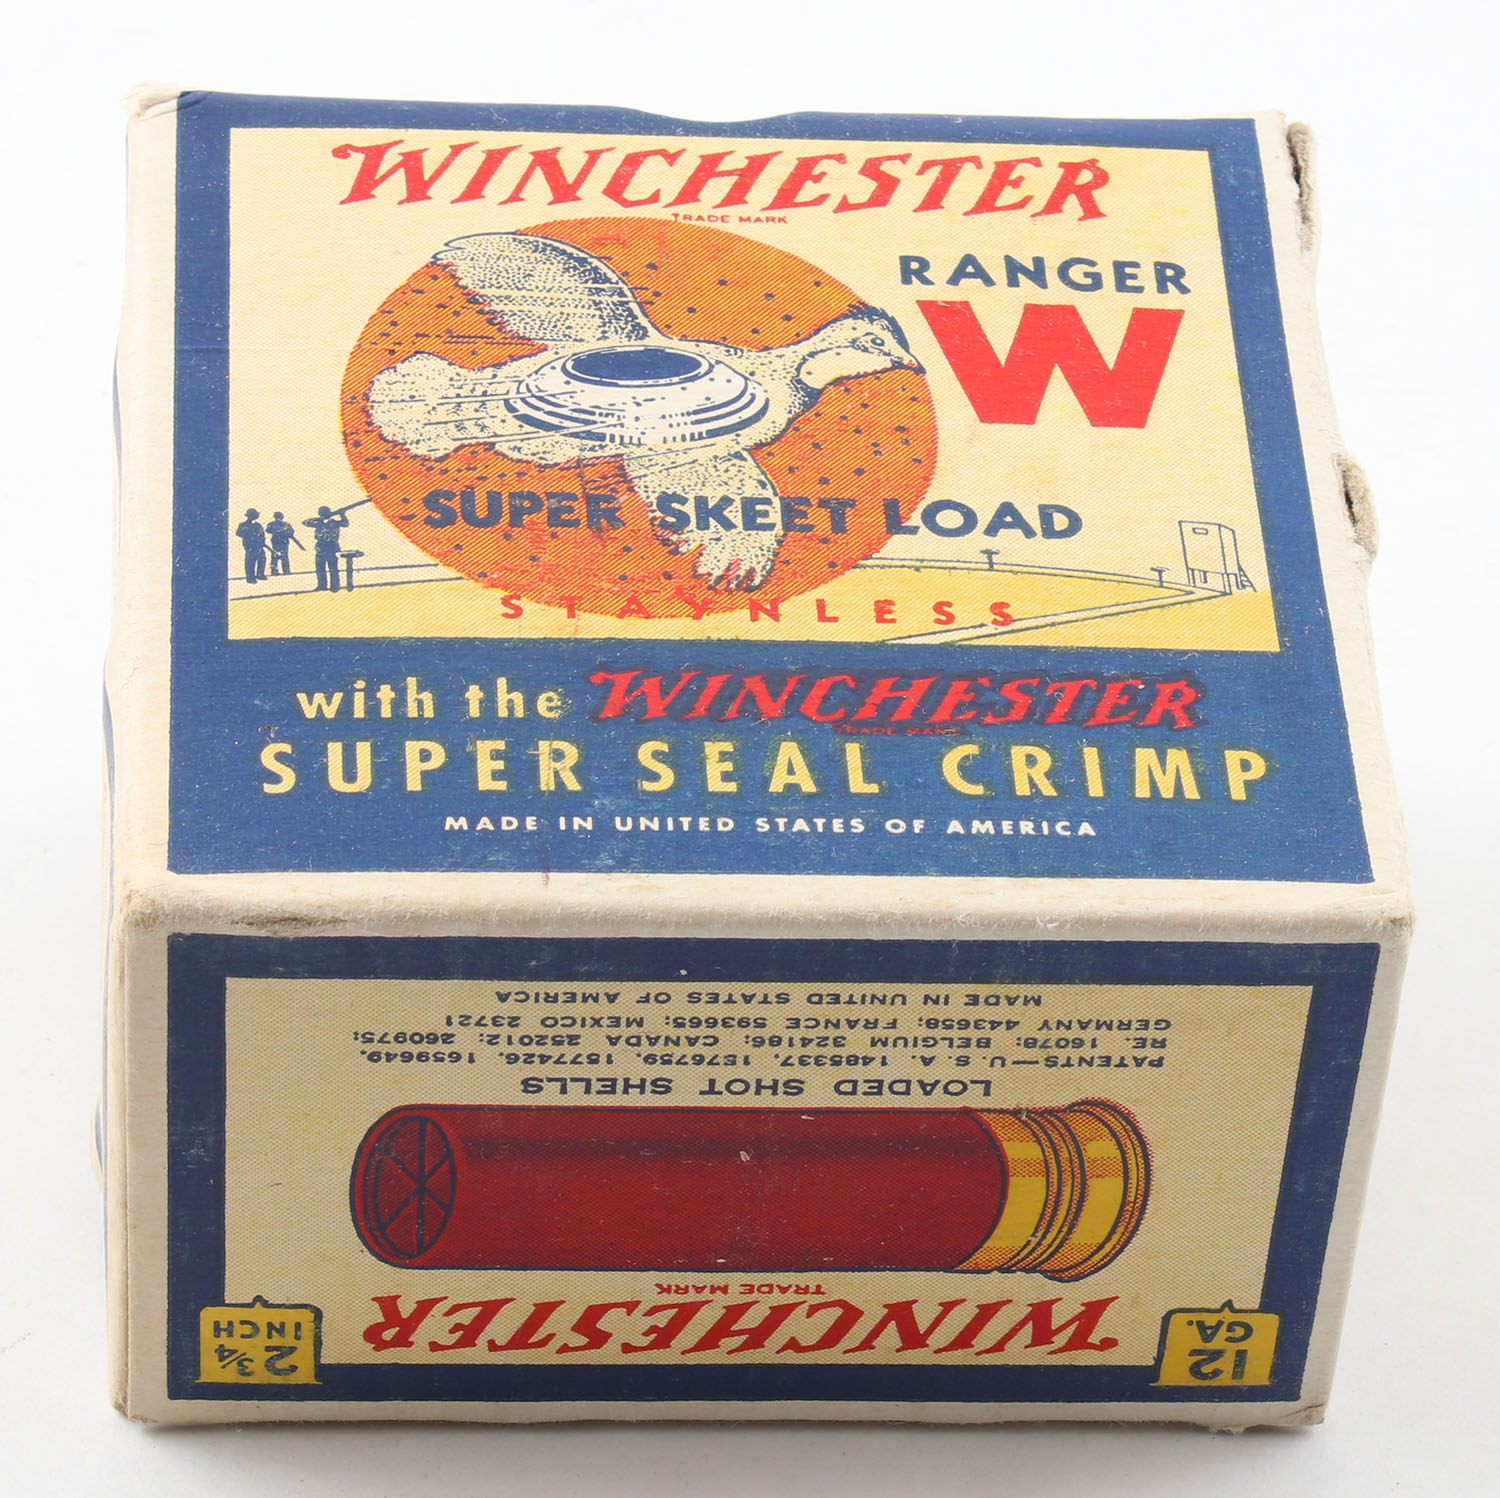 WINCHESTER
TRADE MARK
RANGER
W
SUPER SKEET LOAD
STAYNLESS
with the WINCHESTER
TRADE MARK
SUPER SEAL CRIMP
MADE IN UNITED STATES OF AMERICA
12
GA.
WINCHESTER
TRADE MARK
2 3/4
INCH
LOADED SHOT SHELLS
PATENTS—U. S. A. 1485337, 1576759, 1577426, 1659649,
RE. 16078; BELGIUM 324186; CANADA 252012; 260975;
GERMANY 443658; FRANCE 593665; MEXICO 23721
MADE IN UNITED STATES OF AMERICA